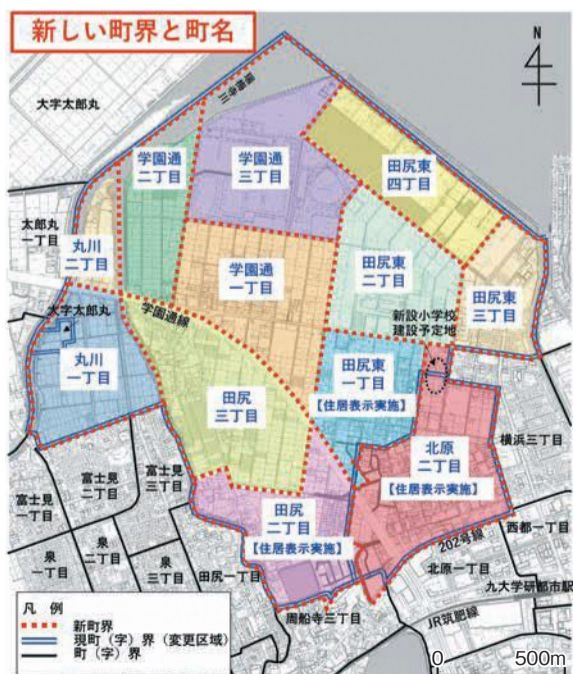 新しい町界と町名
N
大字太郎丸
瑞梅寺川
学園通
二丁目
学園通
三丁目
田尻東
四丁目
太郎丸
一丁目
丸川
二丁目
学園通
一丁目
田尻東
二丁目
田尻東
三丁目
新設小学校
建設予定地
大字太郎丸
学園通線
丸川
一丁目
田尻東
一丁目
【住居表示実施】
田尻
三丁目
北原
二丁目
【住居表示実施】
横浜三丁目
富士見
一丁目
富士見
二丁目
富士見
三丁目
田尻
二丁目
【住居表示実施】
泉
一丁目
泉
二丁目
泉
三丁目
田尻一丁目
202号線
西都一丁目
北原一丁目
九大学研都市駅
周船寺三丁目
JR筑肥線
凡 例
新町界
現町（字）界（変更区域）
町（字）界
0 500m